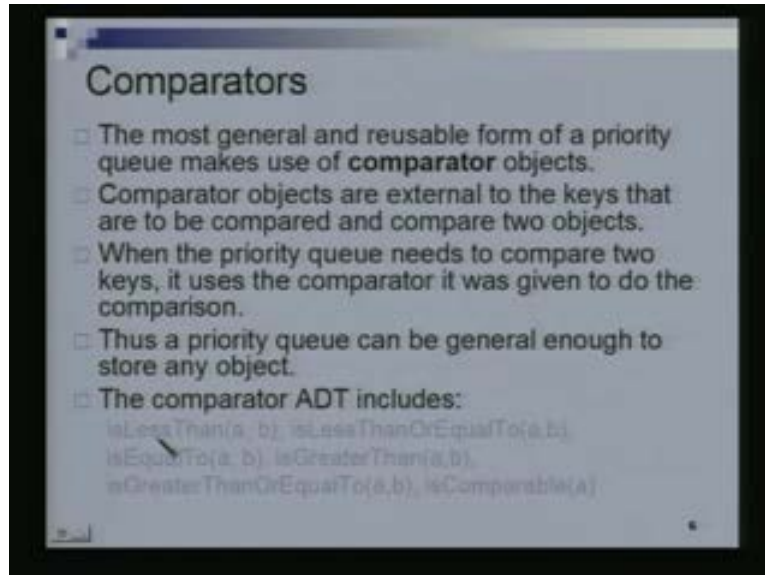 Comparators
The most general and reusable form of a priority
queue makes use of comparator objects.
Comparator objects are external to the keys that
are to be compared and compare two objects.
When the priority queue needs to compare two
keys, it uses the comparator it was given to do the
comparison.
Thus a priority queue can be general enough to
store any object.
The comparator ADT includes:
isLessThan(a, b), isLessThanOrEqualTo(a,b),
isEqualTo(a, b), isGreaterThan(a,b),
isGreaterThanOrEqualTo(a,b), isComparable(a)
6